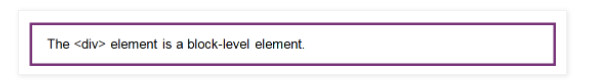 The <div> element is a block-level element.